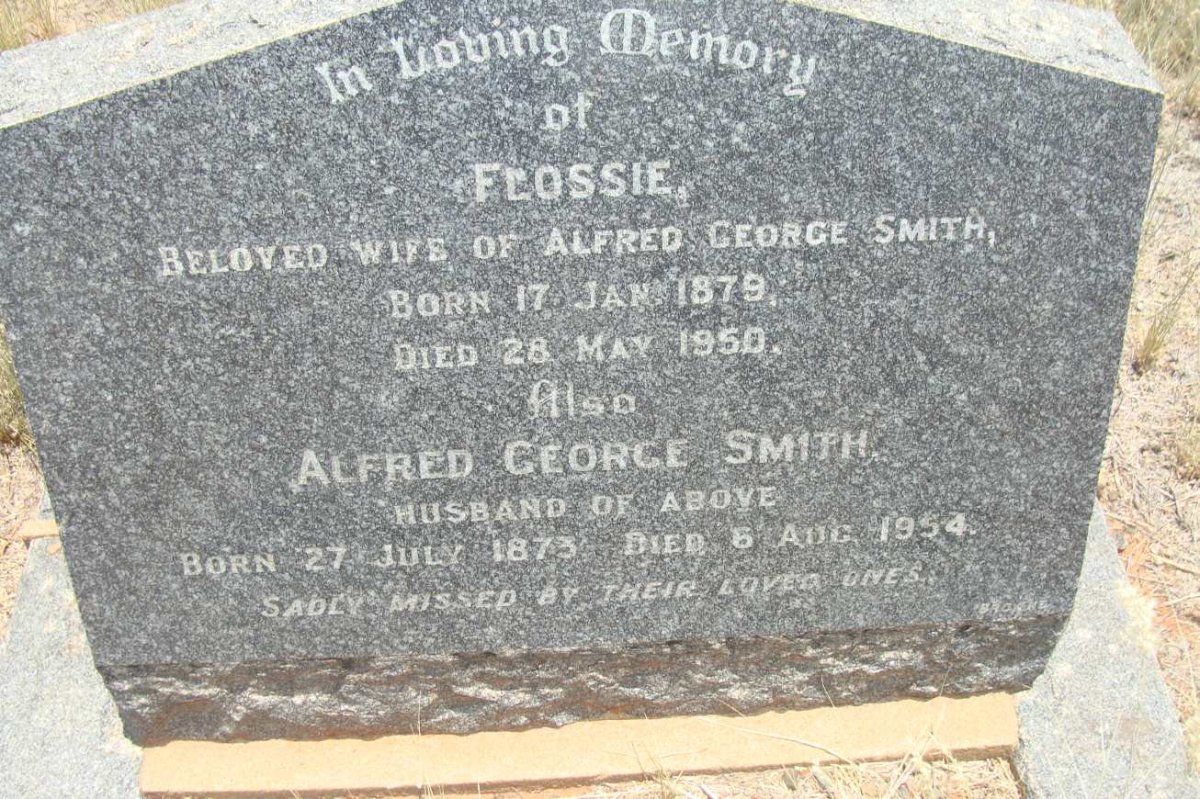 In Loving Memory
of
FLOSSIE,
BELOVED WIFE OF ALFRED GEORGE SMITH,
BORN 17 JAN. 1879.
DIED 28 MAY 1950.
Also
ALFRED GEORGE SMITH.
HUSBAND OF ABOVE
BORN 27 JULY 1873 DIED 6 AUG. 1954.
SADLY MISSED BY THEIR LOVED ONES.